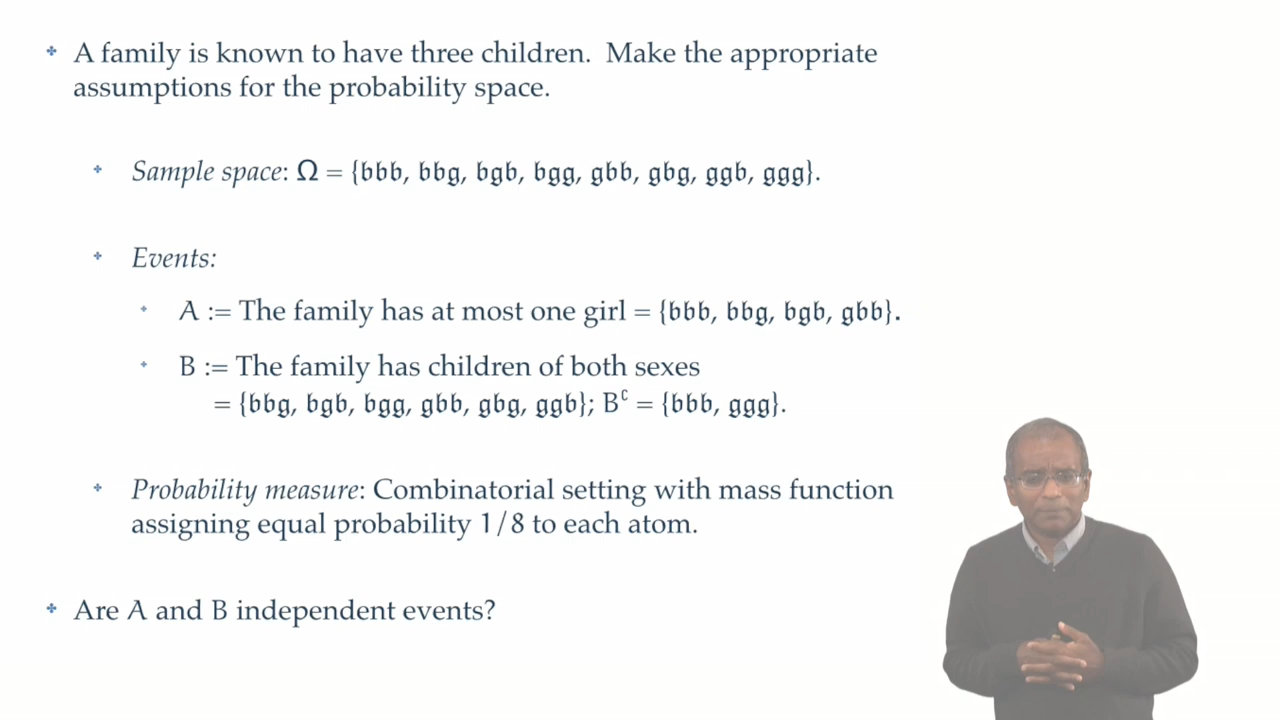 A family is known to have three children. Make the appropriate
assumptions for the probability space.
Sample space: Ω = {𝔟𝔟𝔟, 𝔟𝔟𝔤, 𝔟𝔤𝔟, 𝔟𝔤𝔤, 𝔤𝔟𝔟, 𝔤𝔟𝔤, 𝔤𝔤𝔟, 𝔤𝔤𝔤}.
Events:
A := The family has at most one girl = {𝔟𝔟𝔟, 𝔟𝔟𝔤, 𝔟𝔤𝔟, 𝔤𝔟𝔟}.
B := The family has children of both sexes
= {𝔟𝔟𝔤, 𝔟𝔤𝔟, 𝔟𝔤𝔤, 𝔤𝔟𝔟, 𝔤𝔟𝔤, 𝔤𝔤𝔟}; Bᶜ = {𝔟𝔟𝔟, 𝔤𝔤𝔤}.
Probability measure: Combinatorial setting with mass function
assigning equal probability 1/8 to each atom.
Are A and B independent events?